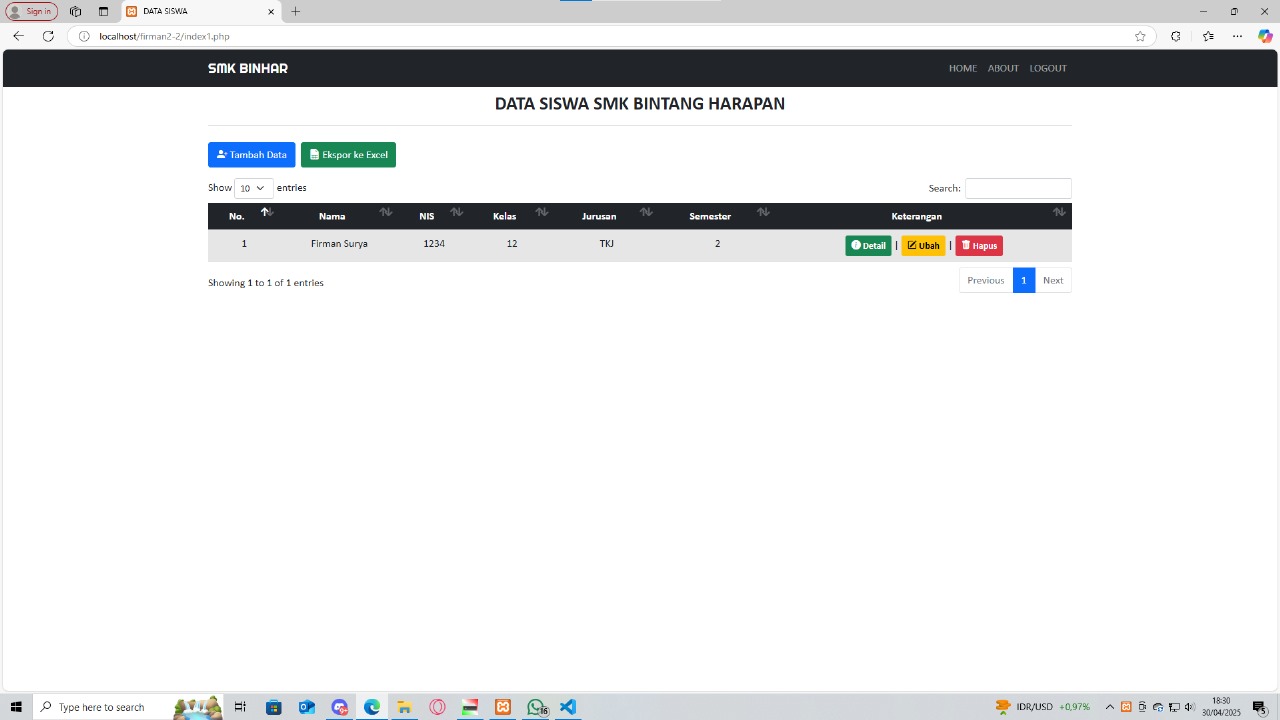 Sign in
DATA SISWA
localhost/firman2-2/index1.php
SMK BINHAR
HOME ABOUT LOGOUT
DATA SISWA SMK BINTANG HARAPAN
Tambah Data Ekspor ke Excel
Show 10 entries Search:
No. Nama NIS Kelas Jurusan Semester Keterangan
1 Firman Surya 1234 12 TKJ 2 Detail | Ubah | Hapus
Showing 1 to 1 of 1 entries Previous 1 Next
Type here to search 16 IDR/USD +0,97% 18:30
30/04/2025